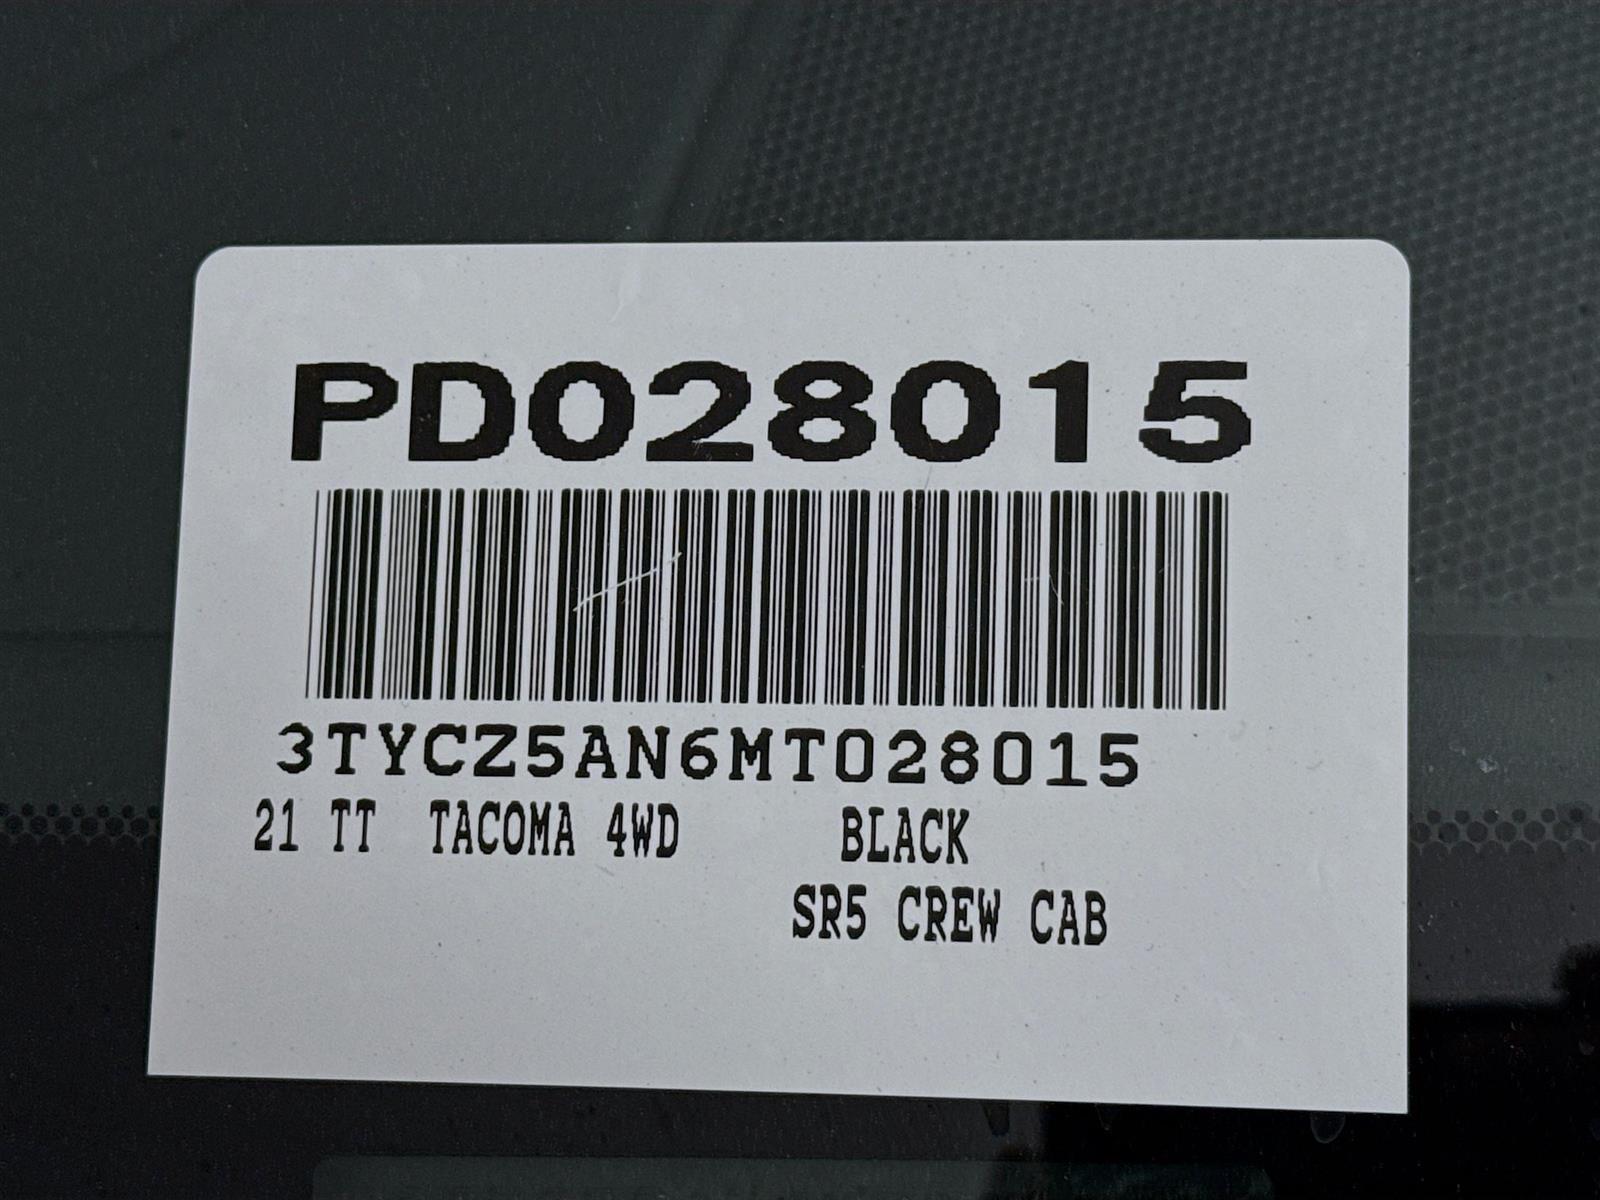 PD028015
3TYCZ5AN6MT028015
21 TT TACOMA 4WD BLACK
SR5 CREW CAB